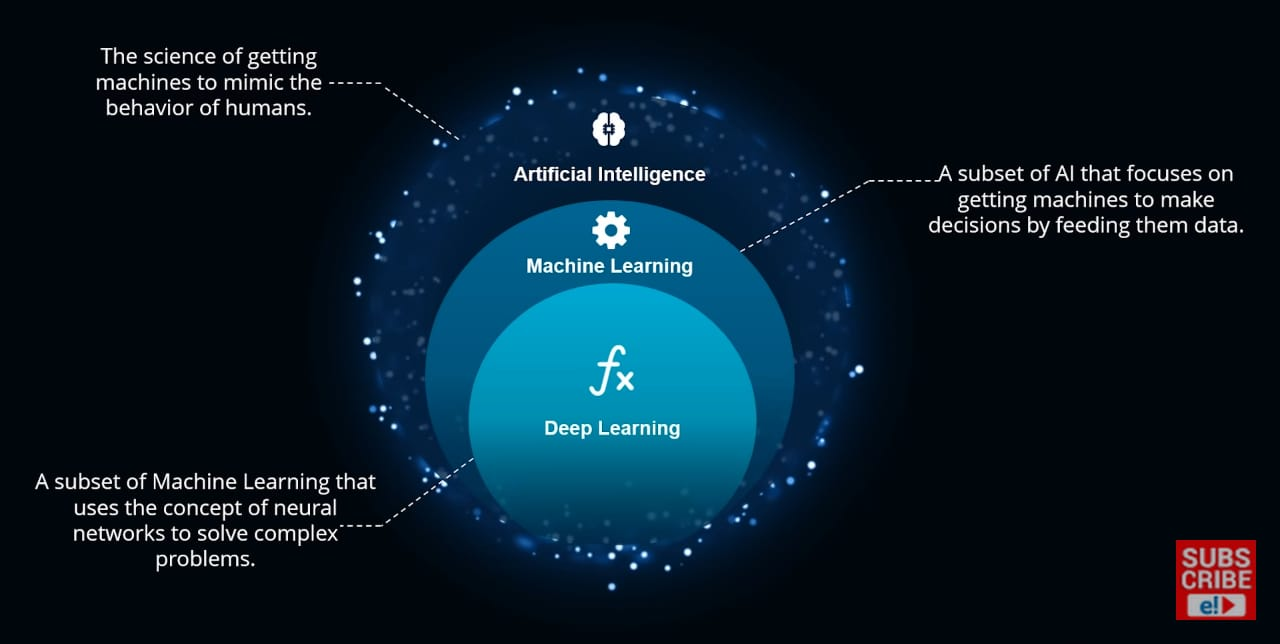 The science of getting
machines to mimic the
behavior of humans.
Artificial Intelligence
A subset of AI that focuses on
getting machines to make
decisions by feeding them data.
Machine Learning
fx
Deep Learning
A subset of Machine Learning that
uses the concept of neural
networks to solve complex
problems.
SUBS
CRIBE
e!